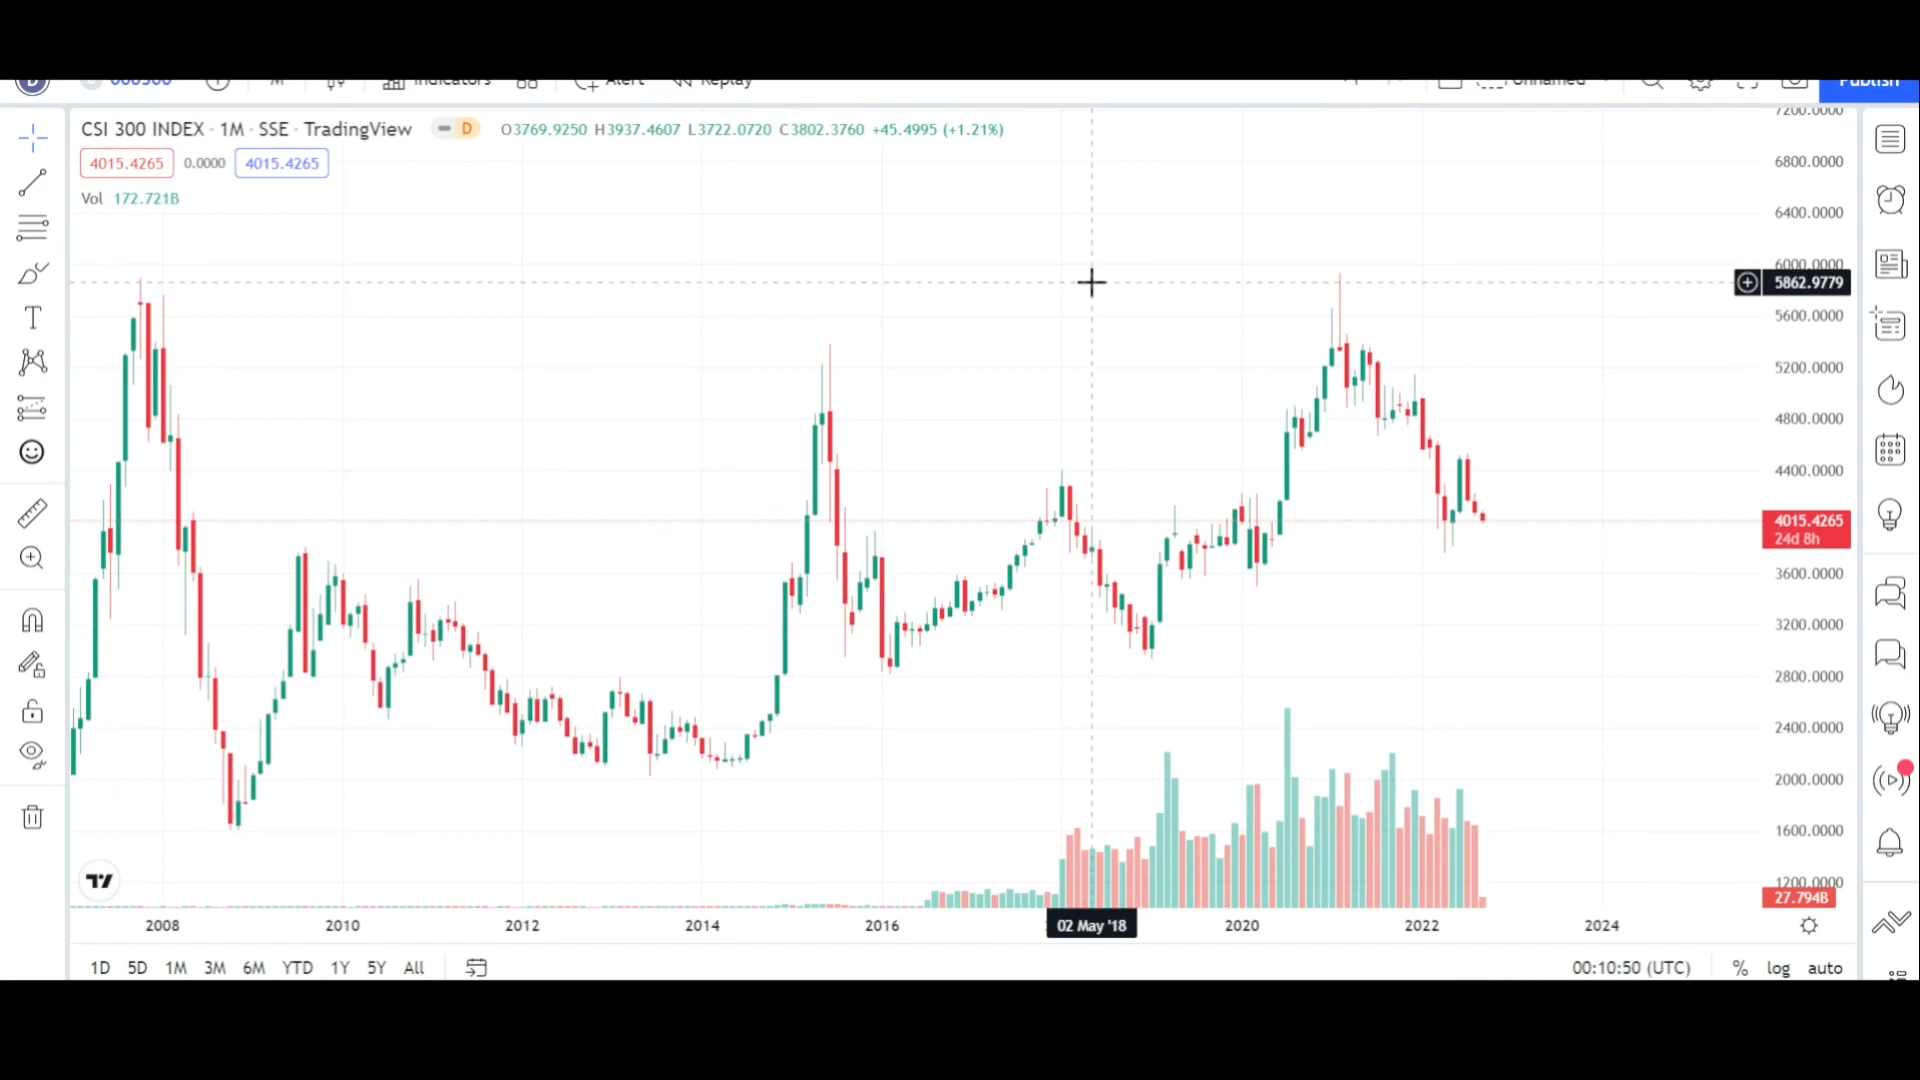 000300 M Indicators Alert Replay Unnamed Publish
CSI 300 INDEX · 1M · SSE · TradingView D O3769.9250 H3937.4607 L3722.0720 C3802.3760 +45.4995 (+1.21%)
4015.4265 0.0000 4015.4265
Vol 172.721B
7200.0000
6800.0000
6400.0000
6000.0000
5862.9779
5600.0000
5200.0000
4800.0000
4400.0000
4015.4265
24d 8h
3600.0000
3200.0000
2800.0000
2400.0000
2000.0000
1600.0000
1200.0000
27.794B
2008 2010 2012 2014 2016 02 May '18 2020 2022 2024
1D 5D 1M 3M 6M YTD 1Y 5Y All 00:10:50 (UTC) % log auto